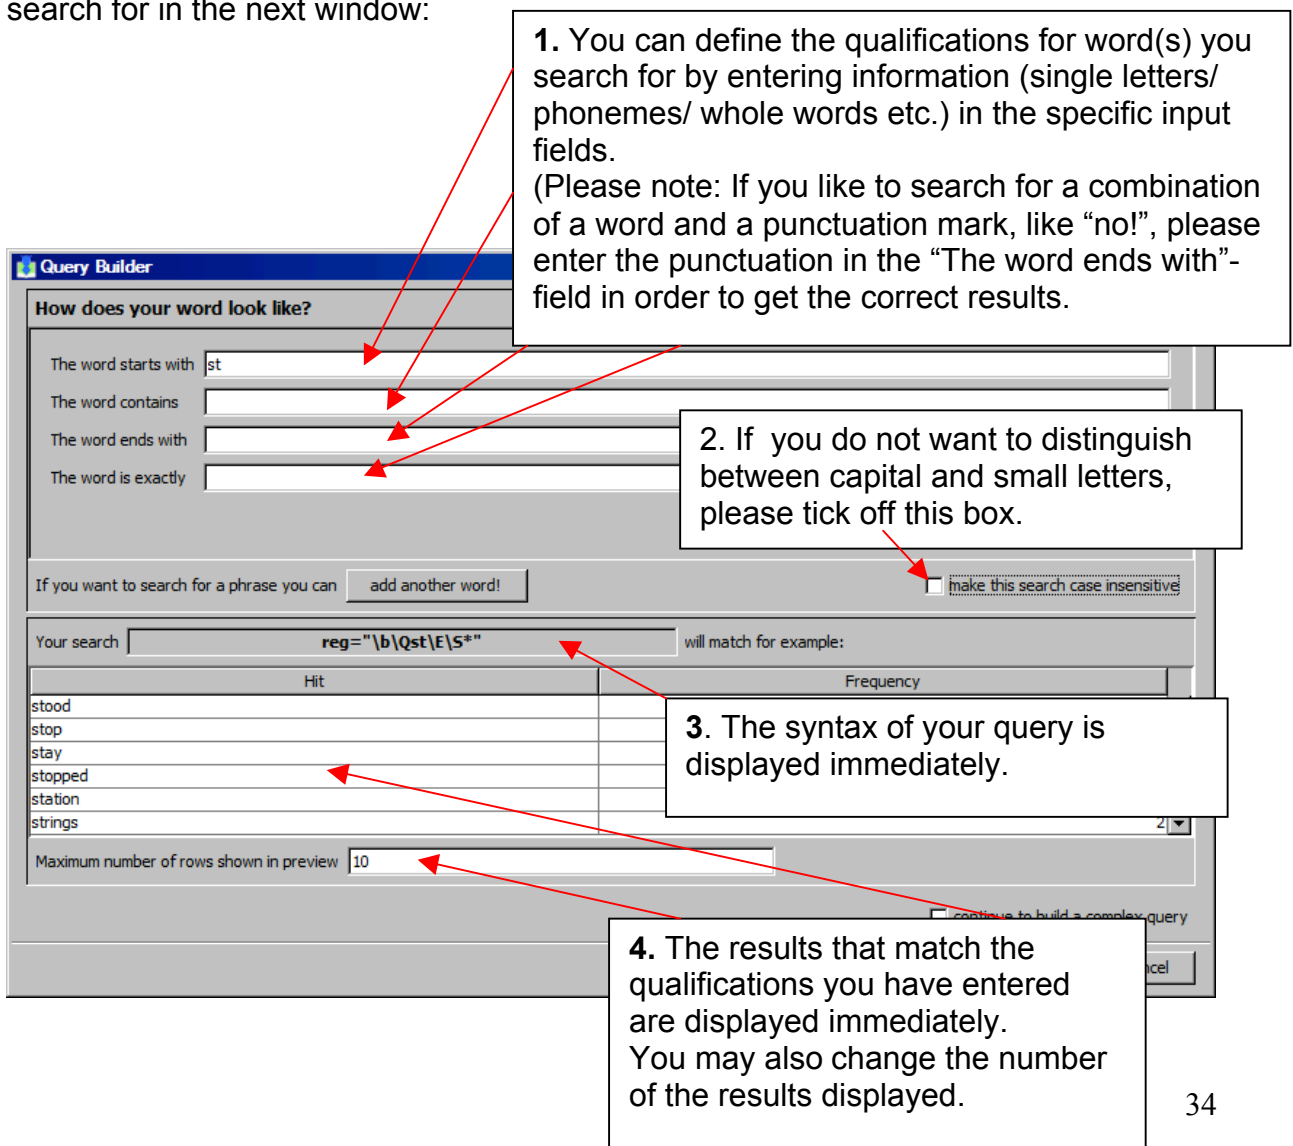 search for in the next window:
1. You can define the qualifications for word(s) you
search for by entering information (single letters/
phonemes/ whole words etc.) in the specific input
fields.
(Please note: If you like to search for a combination
of a word and a punctuation mark, like “no!”, please
enter the punctuation in the “The word ends with”-
field in order to get the correct results.
Query Builder
How does your word look like?
The word starts with st
The word contains
The word ends with
The word is exactly
2. If  you do not want to distinguish
between capital and small letters,
please tick off this box.
If you want to search for a phrase you can add another word! make this search case insensitive
Your search reg="\b\Qst\E\S*" will match for example:
Hit Frequency
stood
stop
stay
stopped
station
strings 2
3. The syntax of your query is
displayed immediately.
Maximum number of rows shown in preview 10
continue to build a complex query
4. The results that match the
qualifications you have entered
are displayed immediately.
You may also change the number
of the results displayed.
34